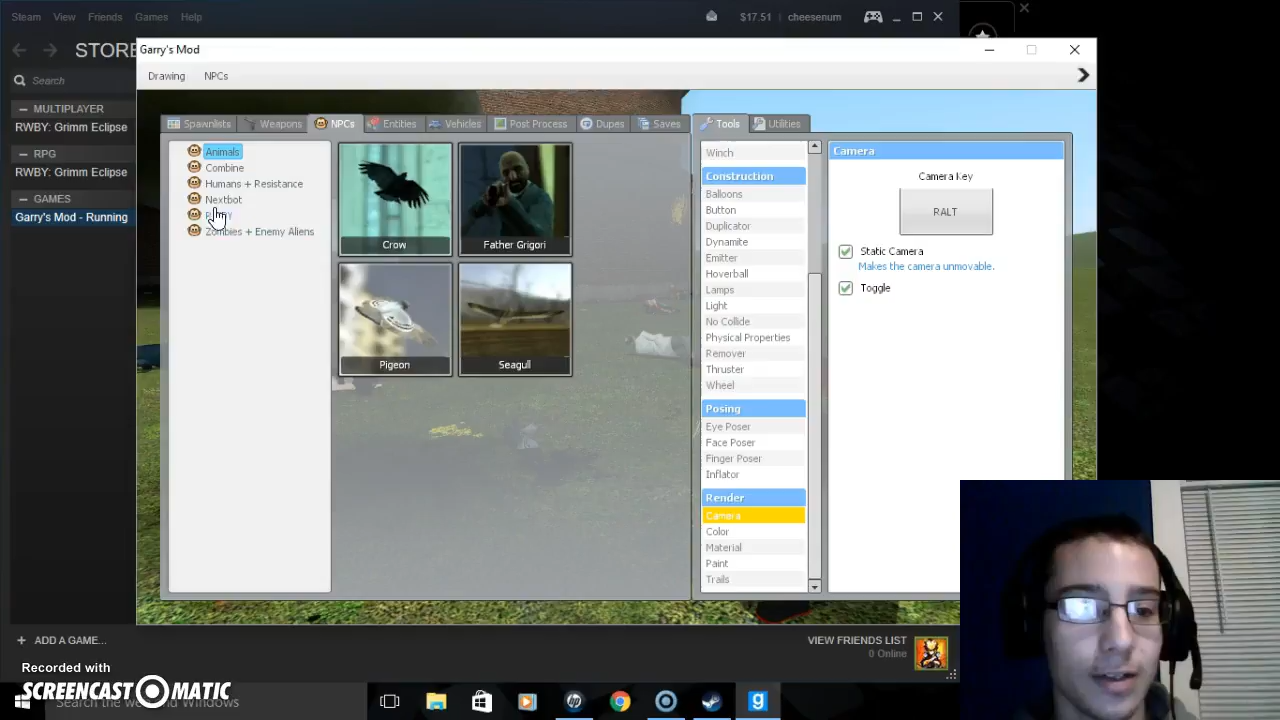 Steam View Friends Games Help
$17.51 cheesenum
STORE
Search
MULTIPLAYER
RWBY: Grimm Eclipse
RPG
RWBY: Grimm Eclipse
GAMES
Garry's Mod - Running
ADD A GAME...
VIEW FRIENDS LIST
0 Online
Garry's Mod
Drawing NPCs
Spawnlists Weapons NPCs Entities Vehicles Post Process Dupes Saves
Animals
Combine
Humans + Resistance
Nextbot
Zombies + Enemy Aliens
Crow
Father Grigori
Pigeon
Seagull
Tools Utilities
Winch
Construction
Balloons
Button
Duplicator
Dynamite
Emitter
Hoverball
Lamps
Light
No Collide
Physical Properties
Remover
Thruster
Wheel
Posing
Eye Poser
Face Poser
Finger Poser
Inflator
Render
Camera
Color
Material
Paint
Trails
Camera
Camera Key
RALT
Static Camera
Makes the camera unmovable.
Toggle
Recorded with
SCREENCAST MATIC
Search the web and Windows